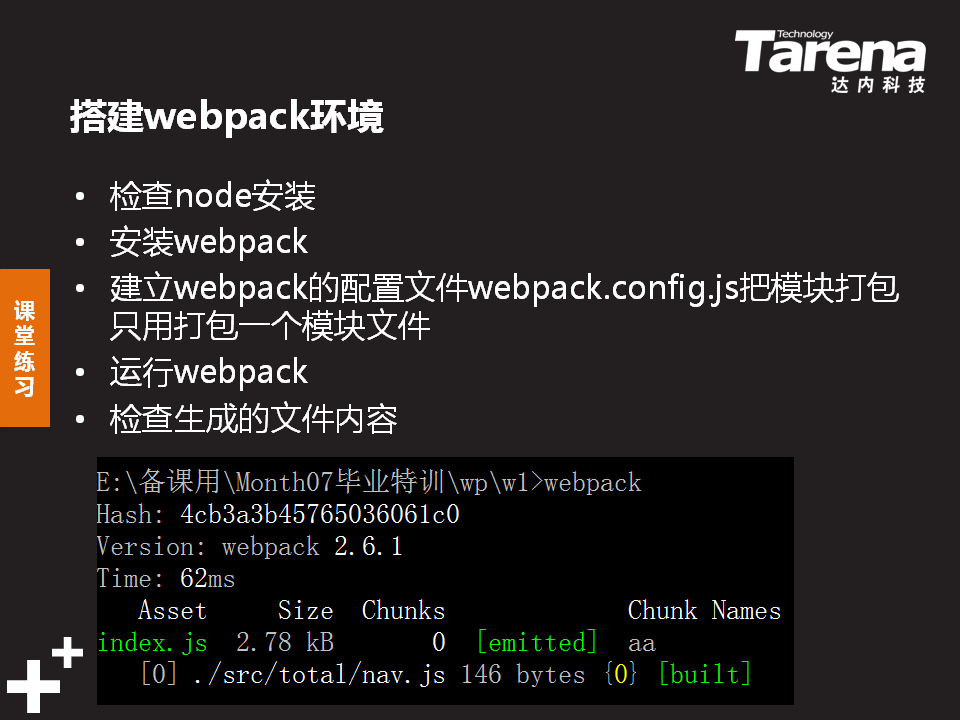 Technology
Tarena
达内科技
搭建webpack环境
• 检查node安装
• 安装webpack
• 建立webpack的配置文件webpack.config.js把模块打包
只用打包一个模块文件
• 运行webpack
• 检查生成的文件内容
课堂练习
E:\备课用\Month07毕业特训\wp\w1>webpack
Hash: 4cb3a3b45765036061c0
Version: webpack 2.6.1
Time: 62ms
Asset Size Chunks Chunk Names
index.js 2.78 kB 0 [emitted] aa
[0] ./src/total/nav.js 146 bytes {0} [built]